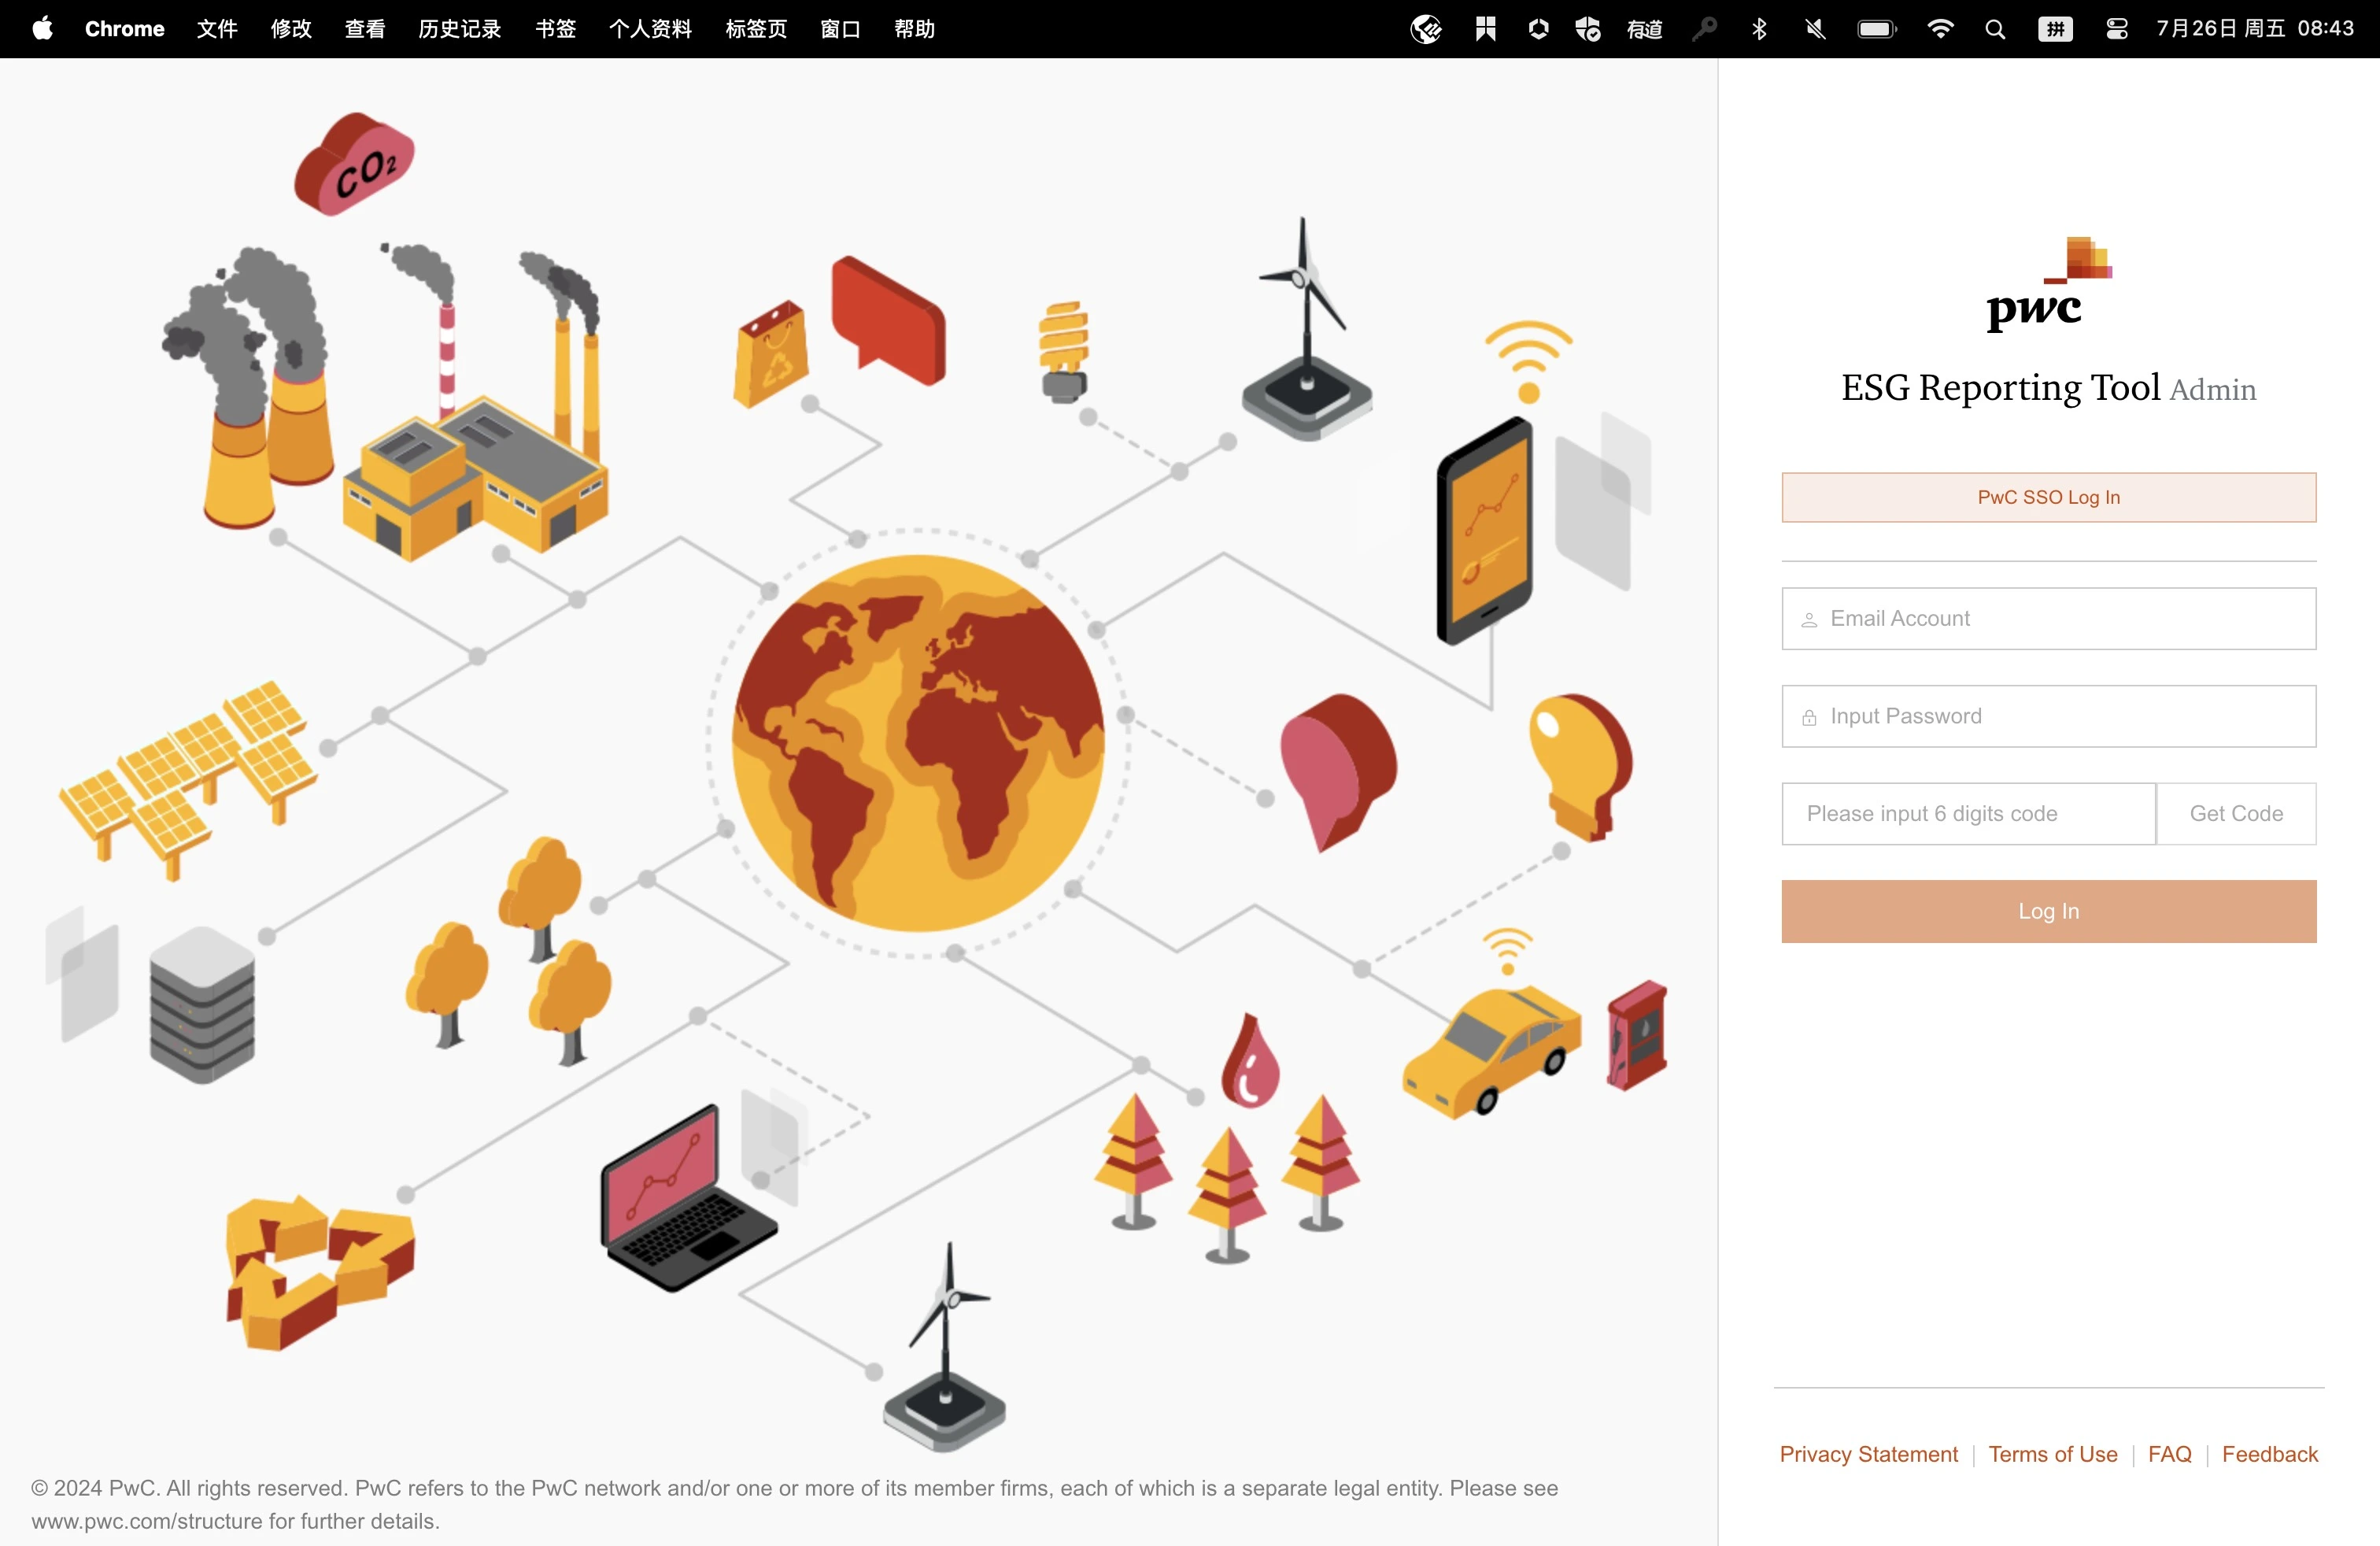 Chrome 文件 修改 查看 历史记录 书签 个人资料 标签页 窗口 帮助 有道 拼 7月26日 周五 08:43
CO₂
pwc
ESG Reporting Tool Admin
PwC SSO Log In
Email Account
Input Password
Please input 6 digits code Get Code
Log In
Privacy Statement | Terms of Use | FAQ | Feedback
© 2024 PwC. All rights reserved. PwC refers to the PwC network and/or one or more of its member firms, each of which is a separate legal entity. Please see
www.pwc.com/structure for further details.